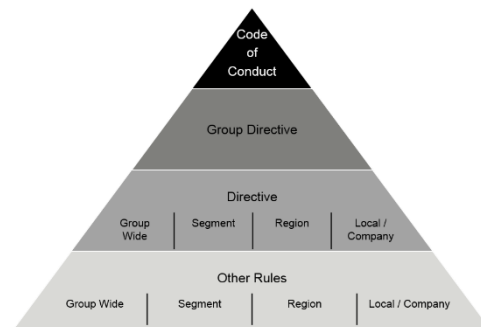 Code
of
Conduct
Group Directive
Directive
Group
Wide
Segment
Region
Local /
Company
Other Rules
Group Wide
Segment
Region
Local / Company